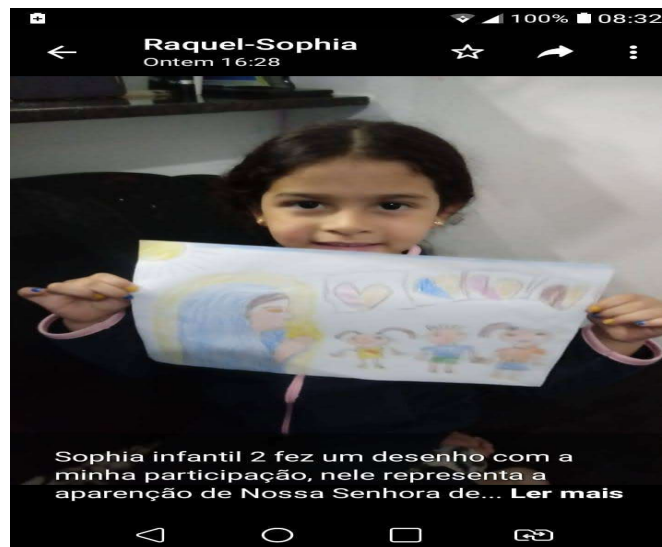 100% 08:32
Raquel-Sophia
Ontem 16:28
Sophia infantil 2 fez um desenho com a
minha participação, nele representa a
aparenção de Nossa Senhora de... Ler mais